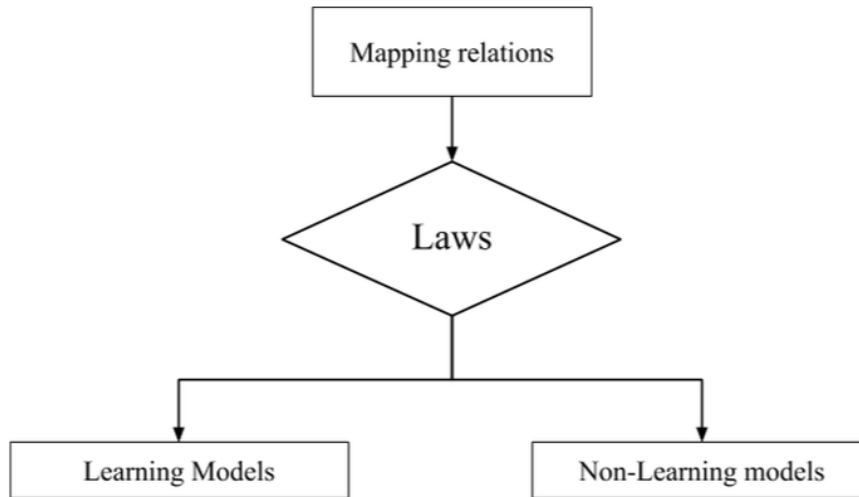 Mapping relations
Laws
Learning Models
Non-Learning models